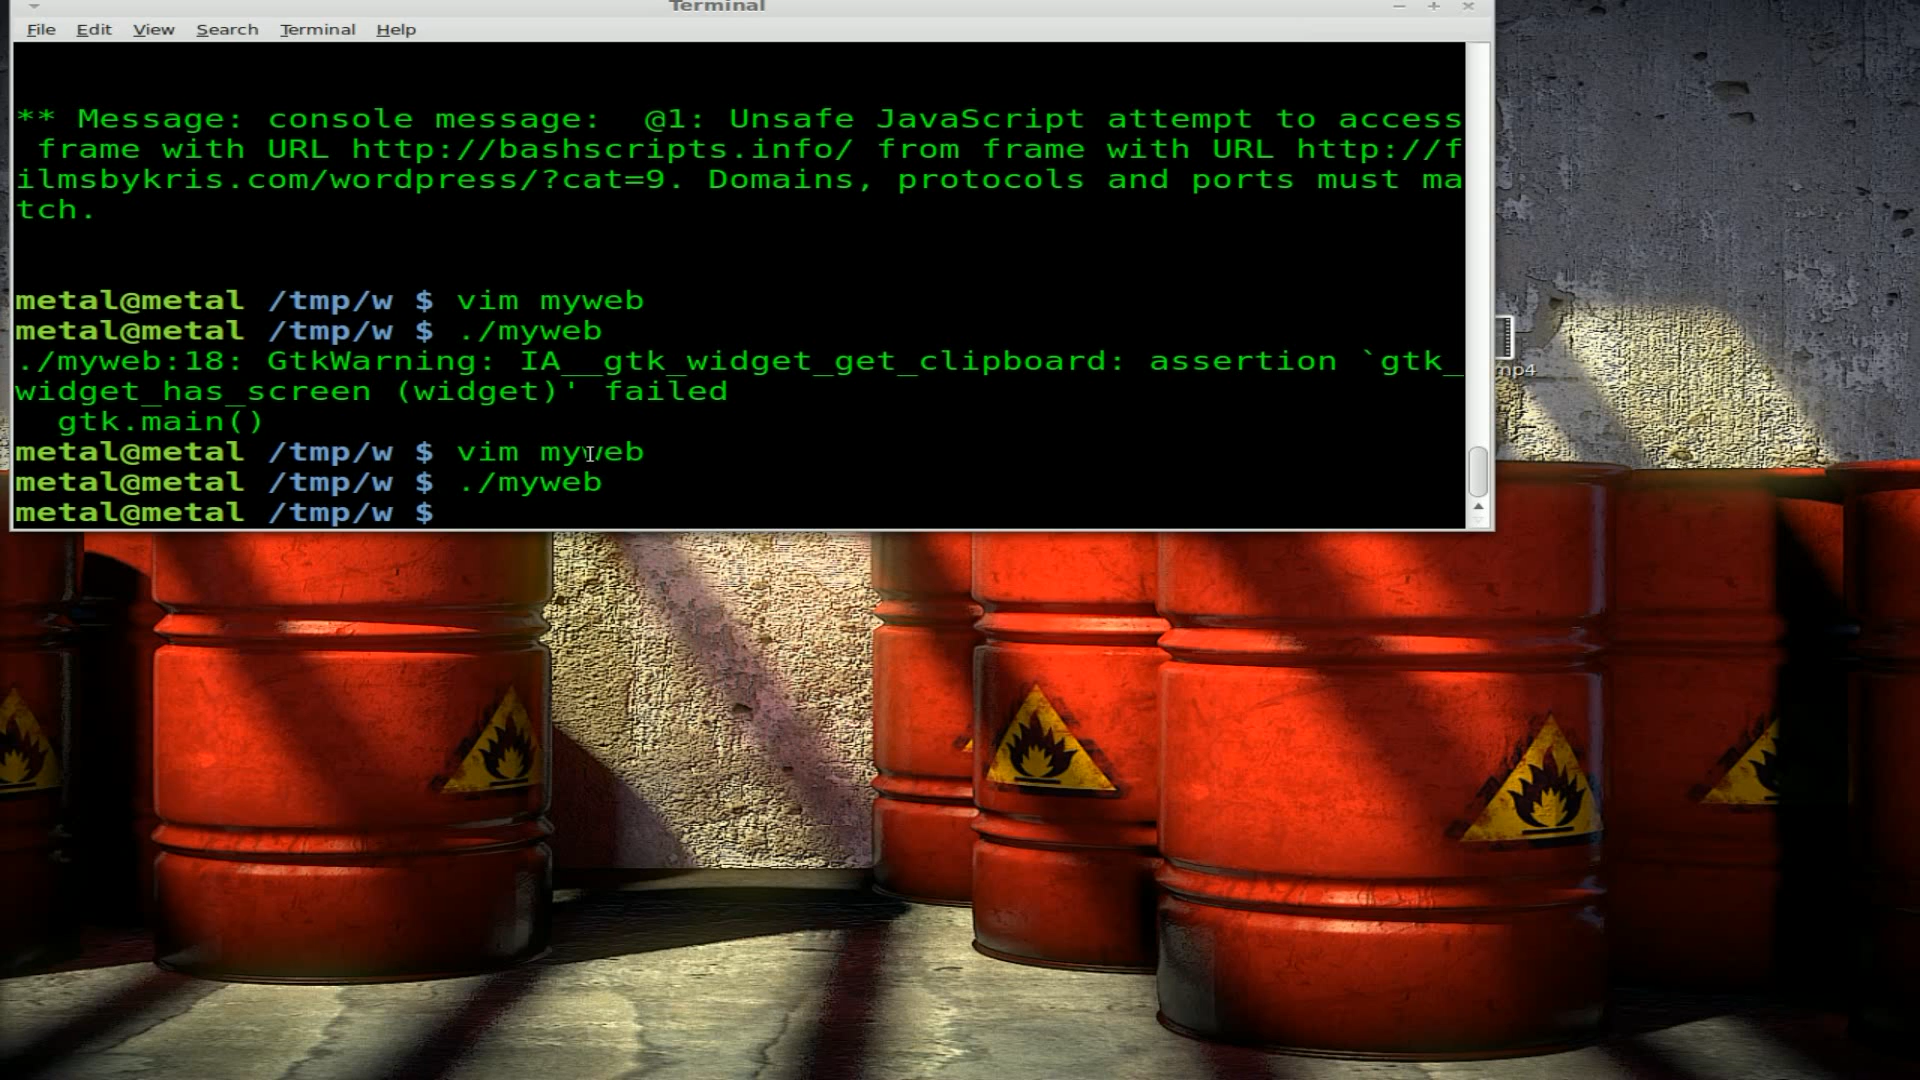 Terminal
File Edit View Search Terminal Help
** Message: console message:  @1: Unsafe JavaScript attempt to access
 frame with URL http://bashscripts.info/ from frame with URL http://f
ilmsbykris.com/wordpress/?cat=9. Domains, protocols and ports must ma
tch.
metal@metal /tmp/w $ vim myweb
metal@metal /tmp/w $ ./myweb
./myweb:18: GtkWarning: IA__gtk_widget_get_clipboard: assertion `gtk_
widget_has_screen (widget)' failed
  gtk.main()
metal@metal /tmp/w $ vim myweb
metal@metal /tmp/w $ ./myweb
metal@metal /tmp/w $
mp4